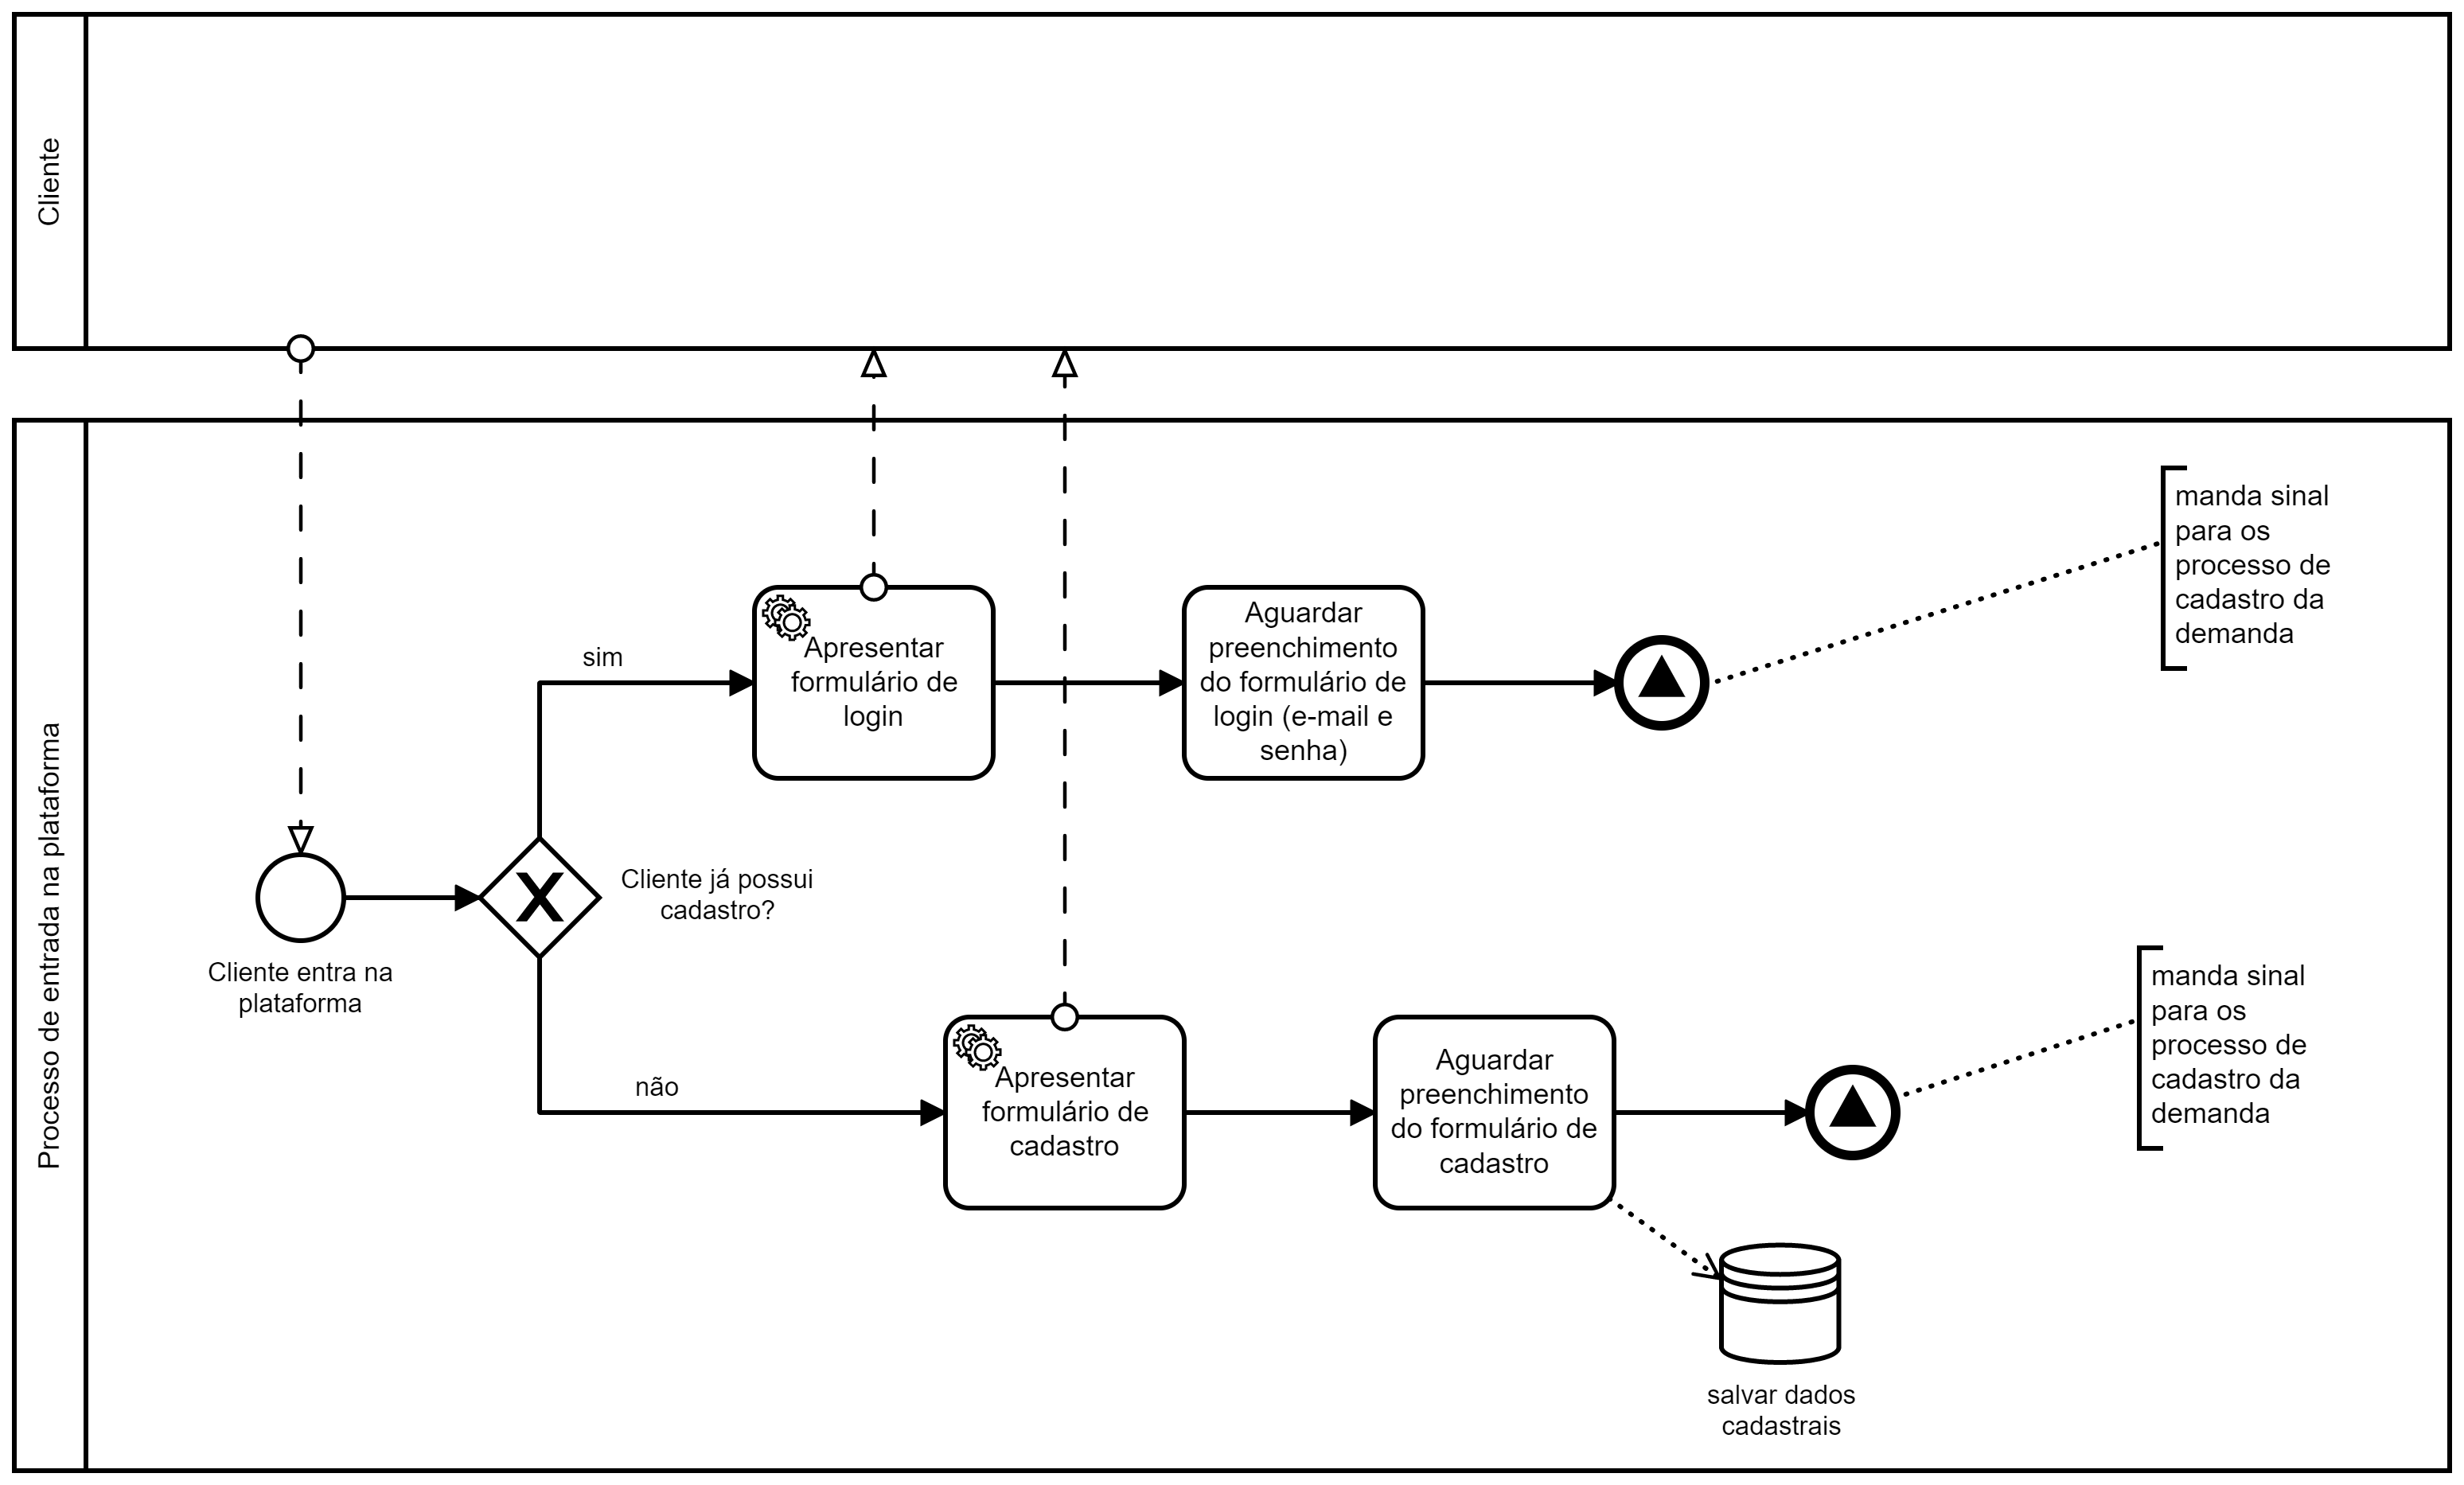 Cliente
Processo de entrada na plataforma
manda sinal
para os
processo de
cadastro da
demanda
Apresentar
formulário de
login
Aguardar
preenchimento
do formulário de
login (e-mail e
senha)
sim
Cliente já possui
cadastro?
Cliente entra na
plataforma
não
Apresentar
formulário de
cadastro
Aguardar
preenchimento
do formulário de
cadastro
manda sinal
para os
processo de
cadastro da
demanda
salvar dados
cadastrais